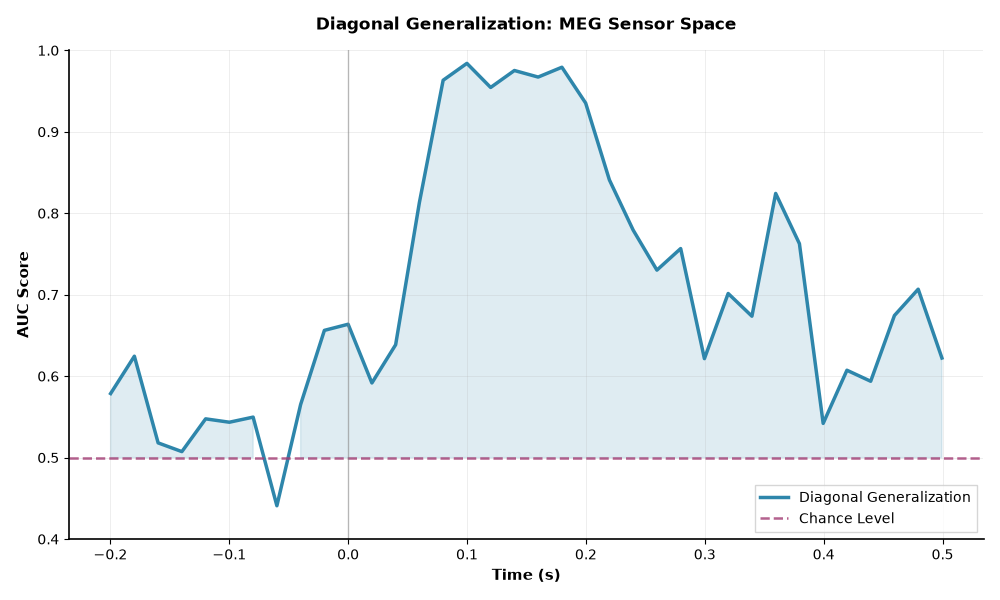 Diagonal Generalization: MEG Sensor Space
AUC Score
1.0
0.9
0.8
0.7
0.6
0.5
0.4
Diagonal Generalization
Chance Level
−0.2 −0.1 0.0 0.1 0.2 0.3 0.4 0.5
Time (s)